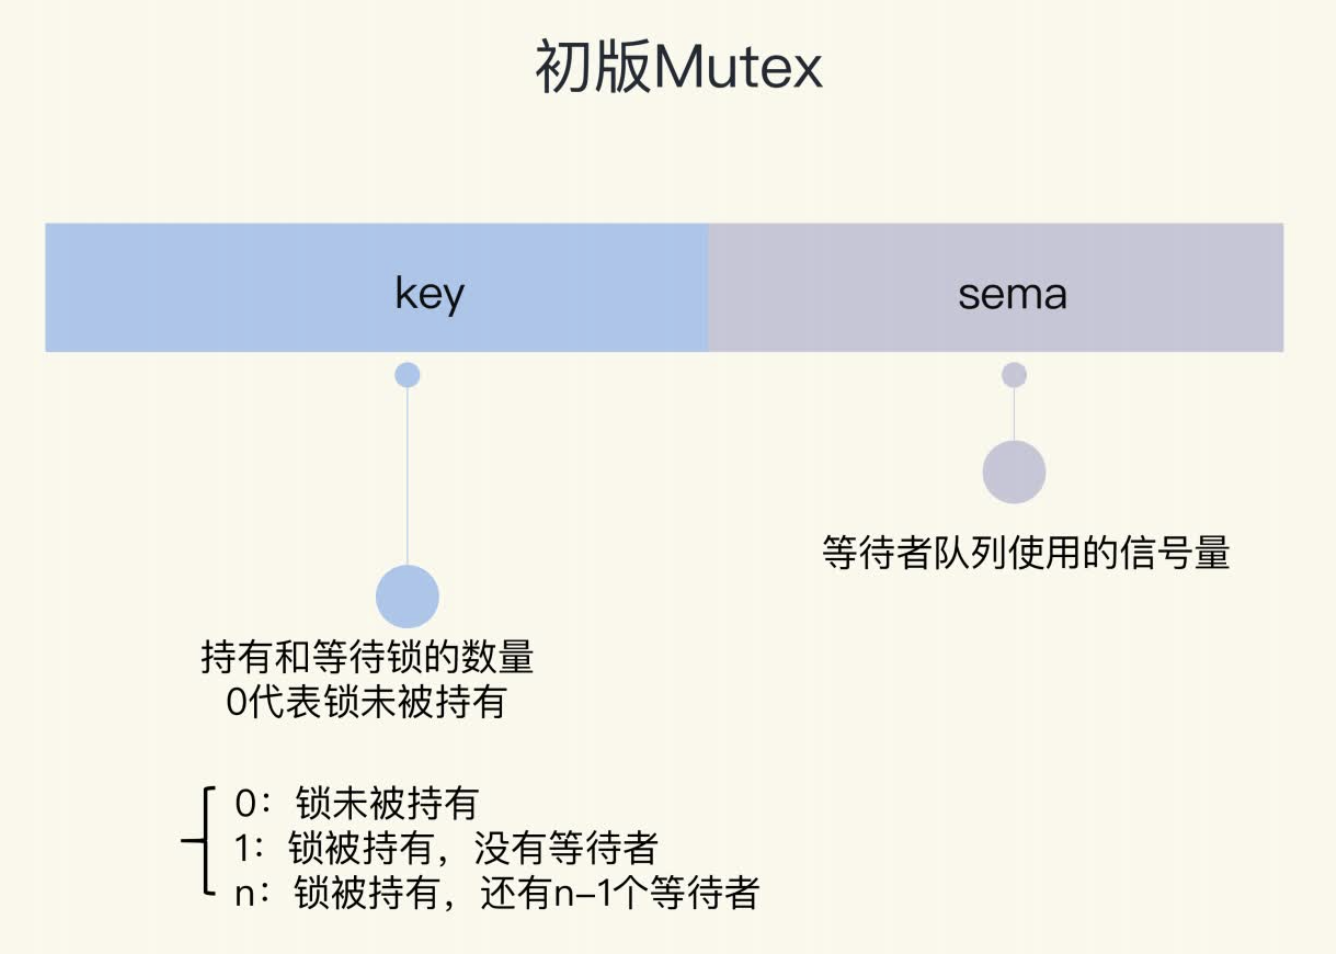 初版Mutex
key
sema
等待者队列使用的信号量
持有和等待锁的数量
0代表锁未被持有
0：锁未被持有
1：锁被持有，没有等待者
n：锁被持有，还有n-1个等待者